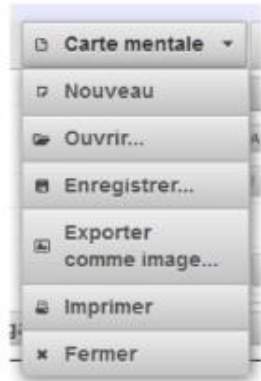 Carte mentale
Nouveau
Ouvrir...
Enregistrer...
Exporter
comme image...
Imprimer
Fermer